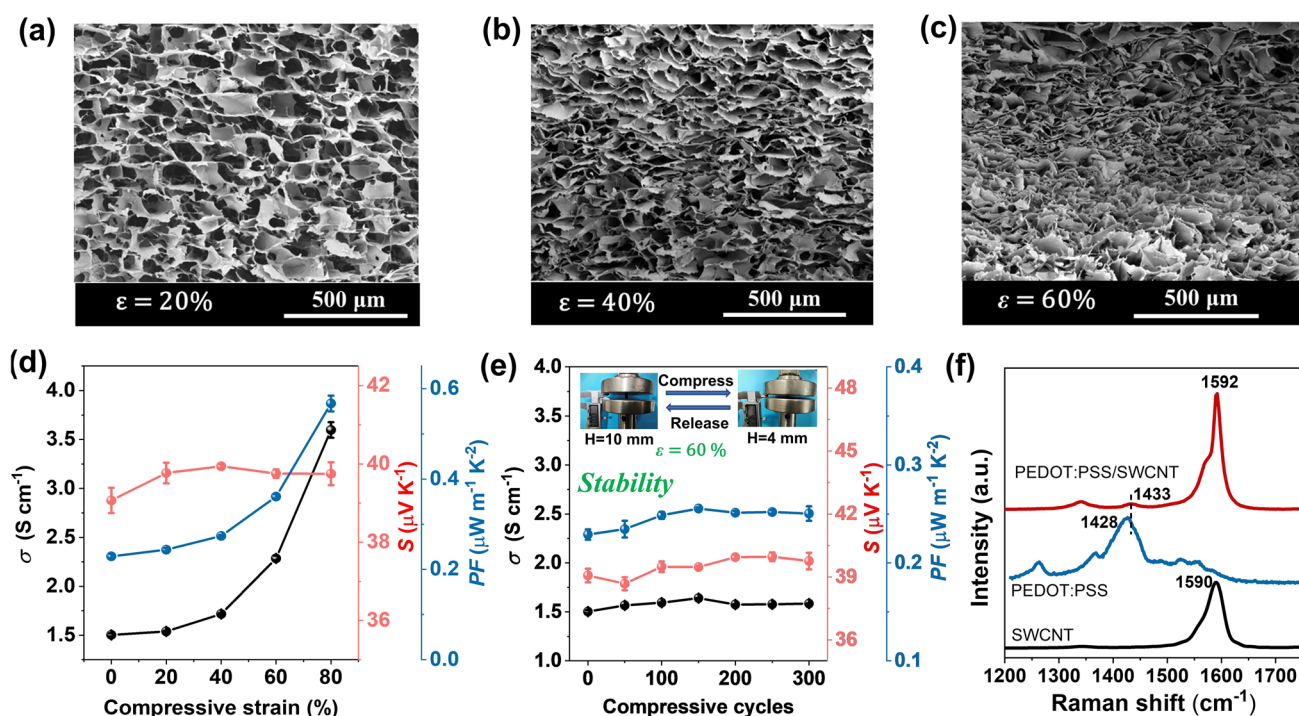 (a)
ε = 20%
500 µm
(b)
ε = 40%
500 µm
(c)
ε = 60%
500 µm
(d)
4.0
3.5
3.0
2.5
2.0
1.5
σ (S cm⁻¹)
0
20
40
60
80
Compressive strain (%)
42
40
38
36
S (µV K⁻¹)
0.6
0.4
0.2
0.0
PF (µW m⁻¹ K⁻²)
(e)
4.0
3.5
3.0
2.5
2.0
1.5
1.0
σ (S cm⁻¹)
Compress
Release
H=10 mm
H=4 mm
ε = 60 %
Stability
0
100
200
300
Compressive cycles
48
45
42
39
36
S (µV K⁻¹)
0.4
0.3
0.2
0.1
PF (µW m⁻¹ K⁻²)
(f)
Intensity (a.u.)
1592
PEDOT:PSS/SWCNT
1433
1428
PEDOT:PSS
1590
SWCNT
1200
1300
1400
1500
1600
1700
Raman shift (cm⁻¹)